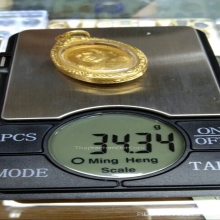 g
3434
Ming Heng
Scale
PCS
MODE
ON
OFF
TA